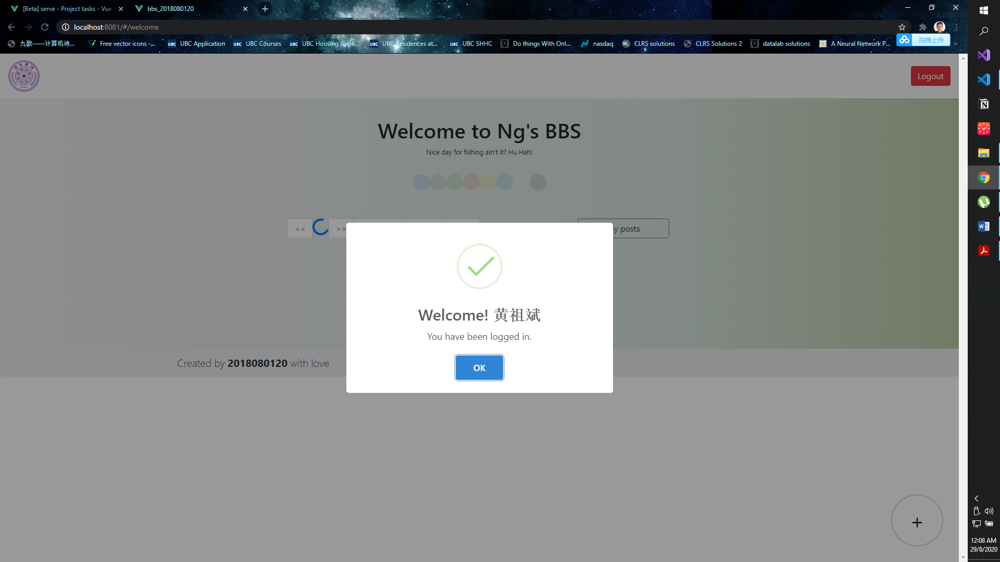 [Beta] serve - Project tasks - Vue
bbs_2018080120
localhost:8081/#/welcome
九歌——计算机诗...
Free vector icons -...
UBC Application
UBC Courses
UBC Housing Appli...
UBC Residences at...
UBC SHHC
Do things With Onl...
nasdaq
CLRS solutions
CLRS Solutions 2
datalab solutions
A Neural Network P...
»
拖拽上传
Logout
Welcome to Ng's BBS
Nice day for fishing ain't it? Hu Hah!
<<
>>
y posts
Welcome! 黄祖斌
You have been logged in.
OK
Created by 2018080120 with love
+
12:08 AM
29/8/2020